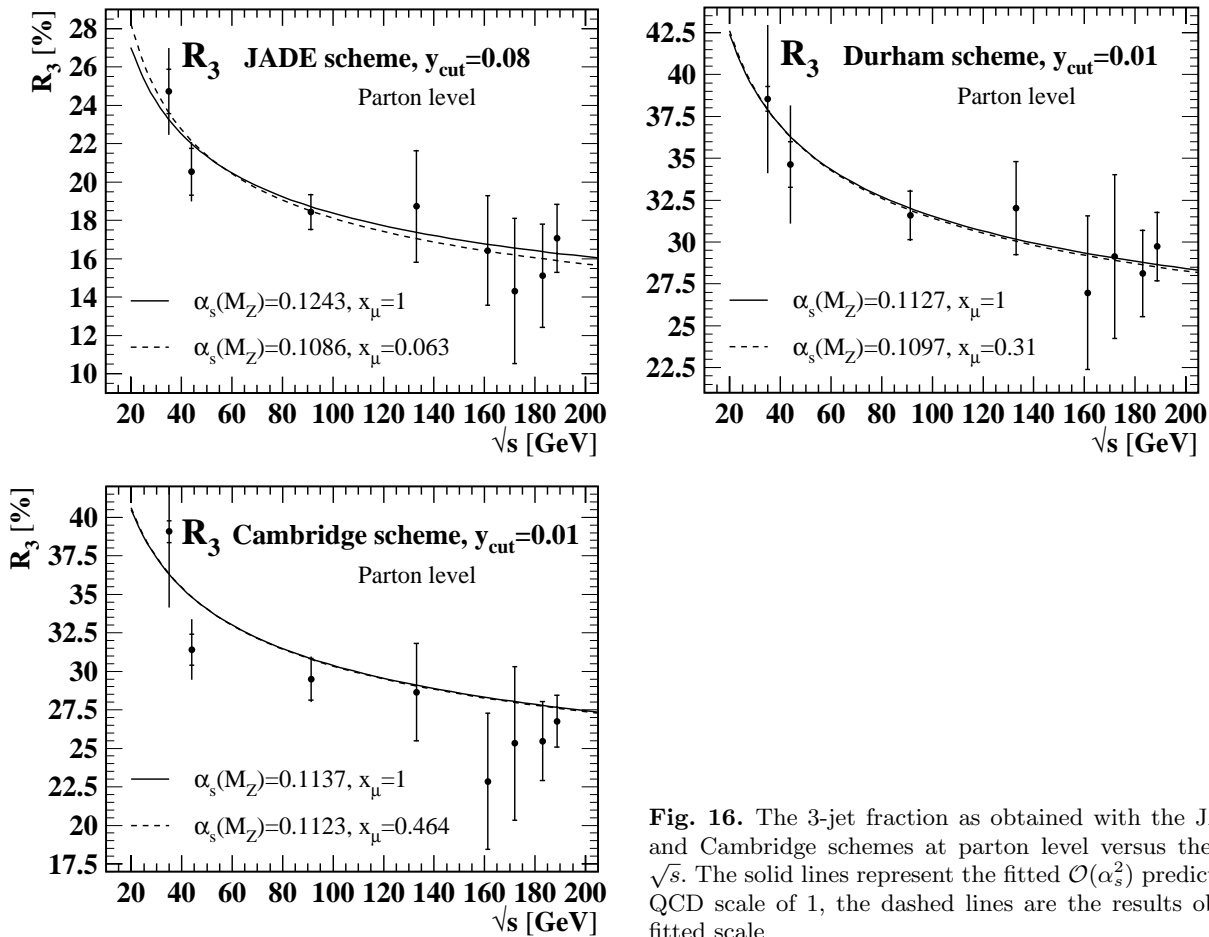 R3 [%]
28
26
24
22
20
18
16
14
12
10
R3 JADE scheme, ycut=0.08
Parton level
αs(MZ)=0.1243, xμ=1
αs(MZ)=0.1086, xμ=0.063
20 40 60 80 100 120 140 160 180 200
√s [GeV]
42.5
40
37.5
35
32.5
30
27.5
25
22.5
R3 Durham scheme, ycut=0.01
Parton level
αs(MZ)=0.1127, xμ=1
αs(MZ)=0.1097, xμ=0.31
20 40 60 80 100 120 140 160 180 200
√s [GeV]
R3 [%]
40
37.5
35
32.5
30
27.5
25
22.5
20
17.5
R3 Cambridge scheme, ycut=0.01
Parton level
αs(MZ)=0.1137, xμ=1
αs(MZ)=0.1123, xμ=0.464
20 40 60 80 100 120 140 160 180 200
√s [GeV]
Fig. 16. The 3-jet fraction as obtained with the J
and Cambridge schemes at parton level versus the
√s. The solid lines represent the fitted O(αs²) predict
QCD scale of 1, the dashed lines are the results ob
fitted scale